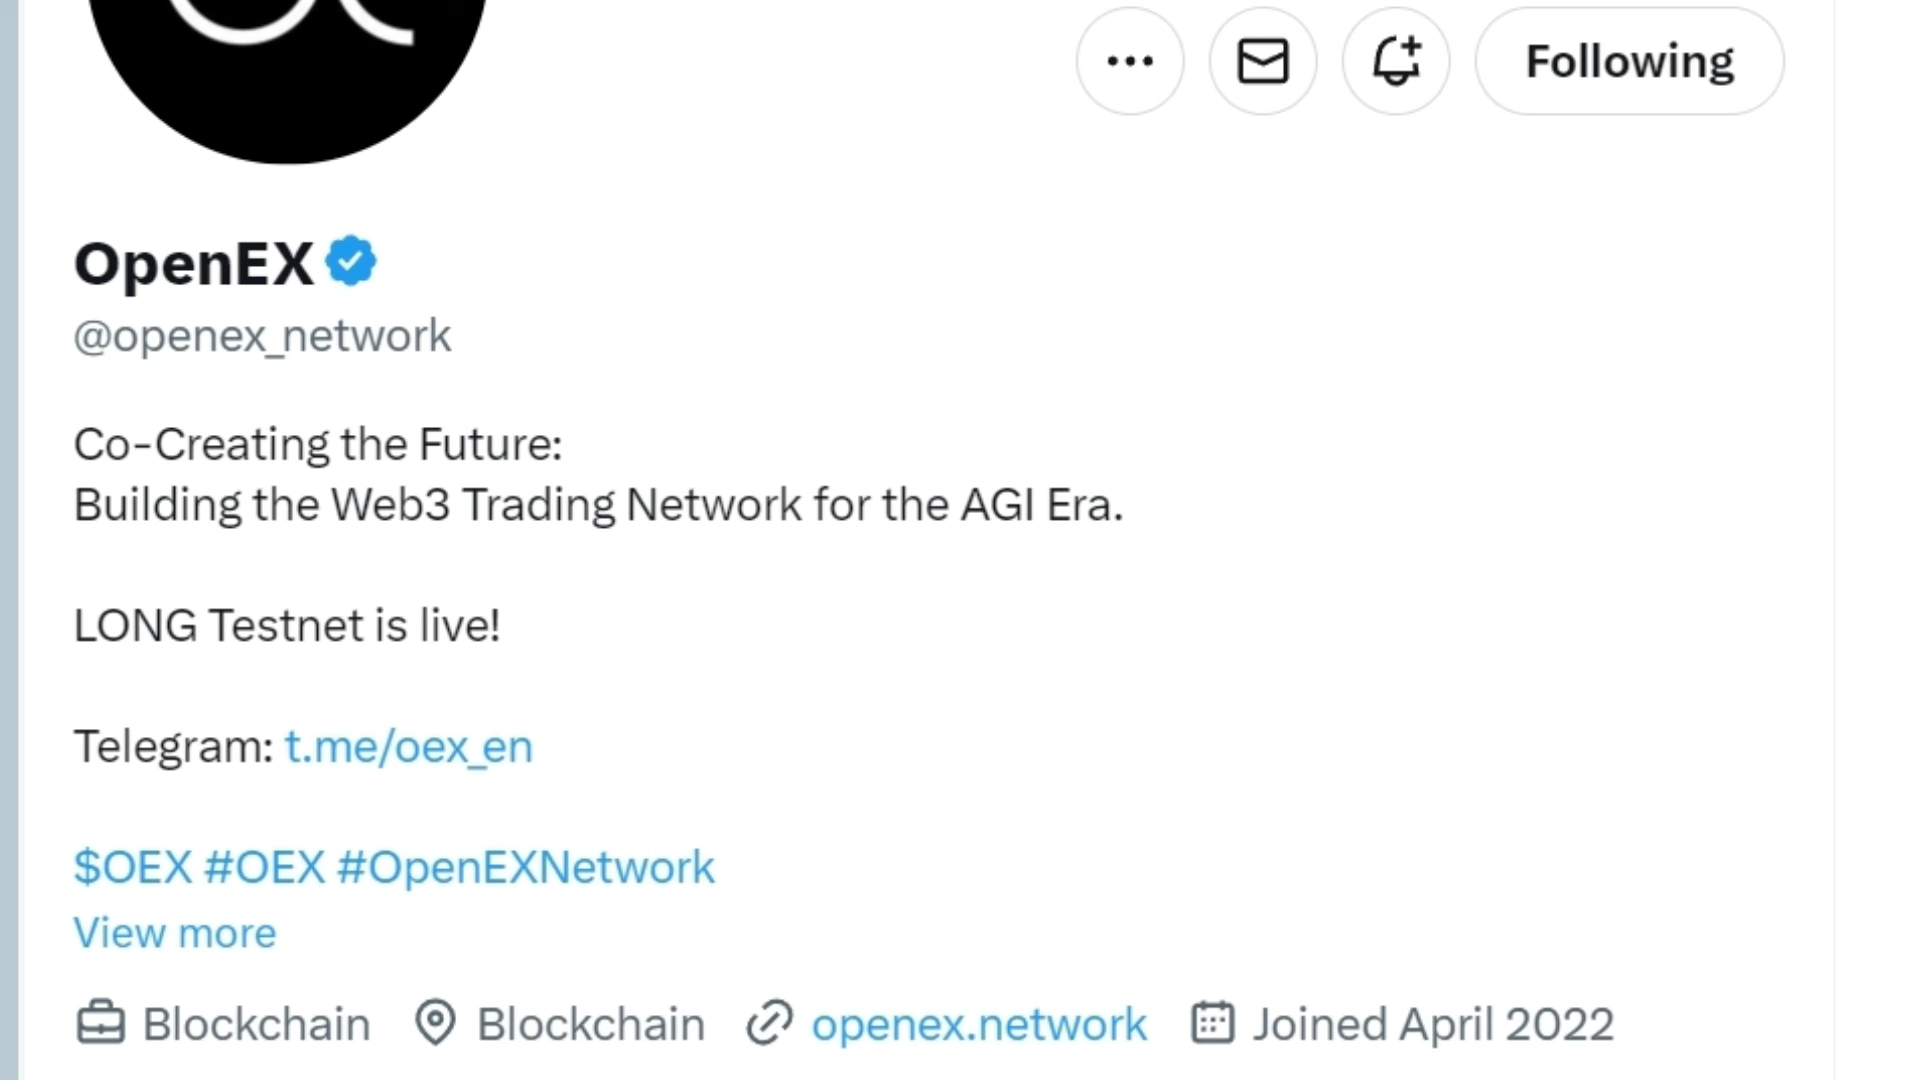 Following
OpenEX
@openex_network
Co-Creating the Future:
Building the Web3 Trading Network for the AGI Era.
LONG Testnet is live!
Telegram: t.me/oex_en
$OEX #OEX #OpenEXNetwork
View more
Blockchain Blockchain openex.network Joined April 2022